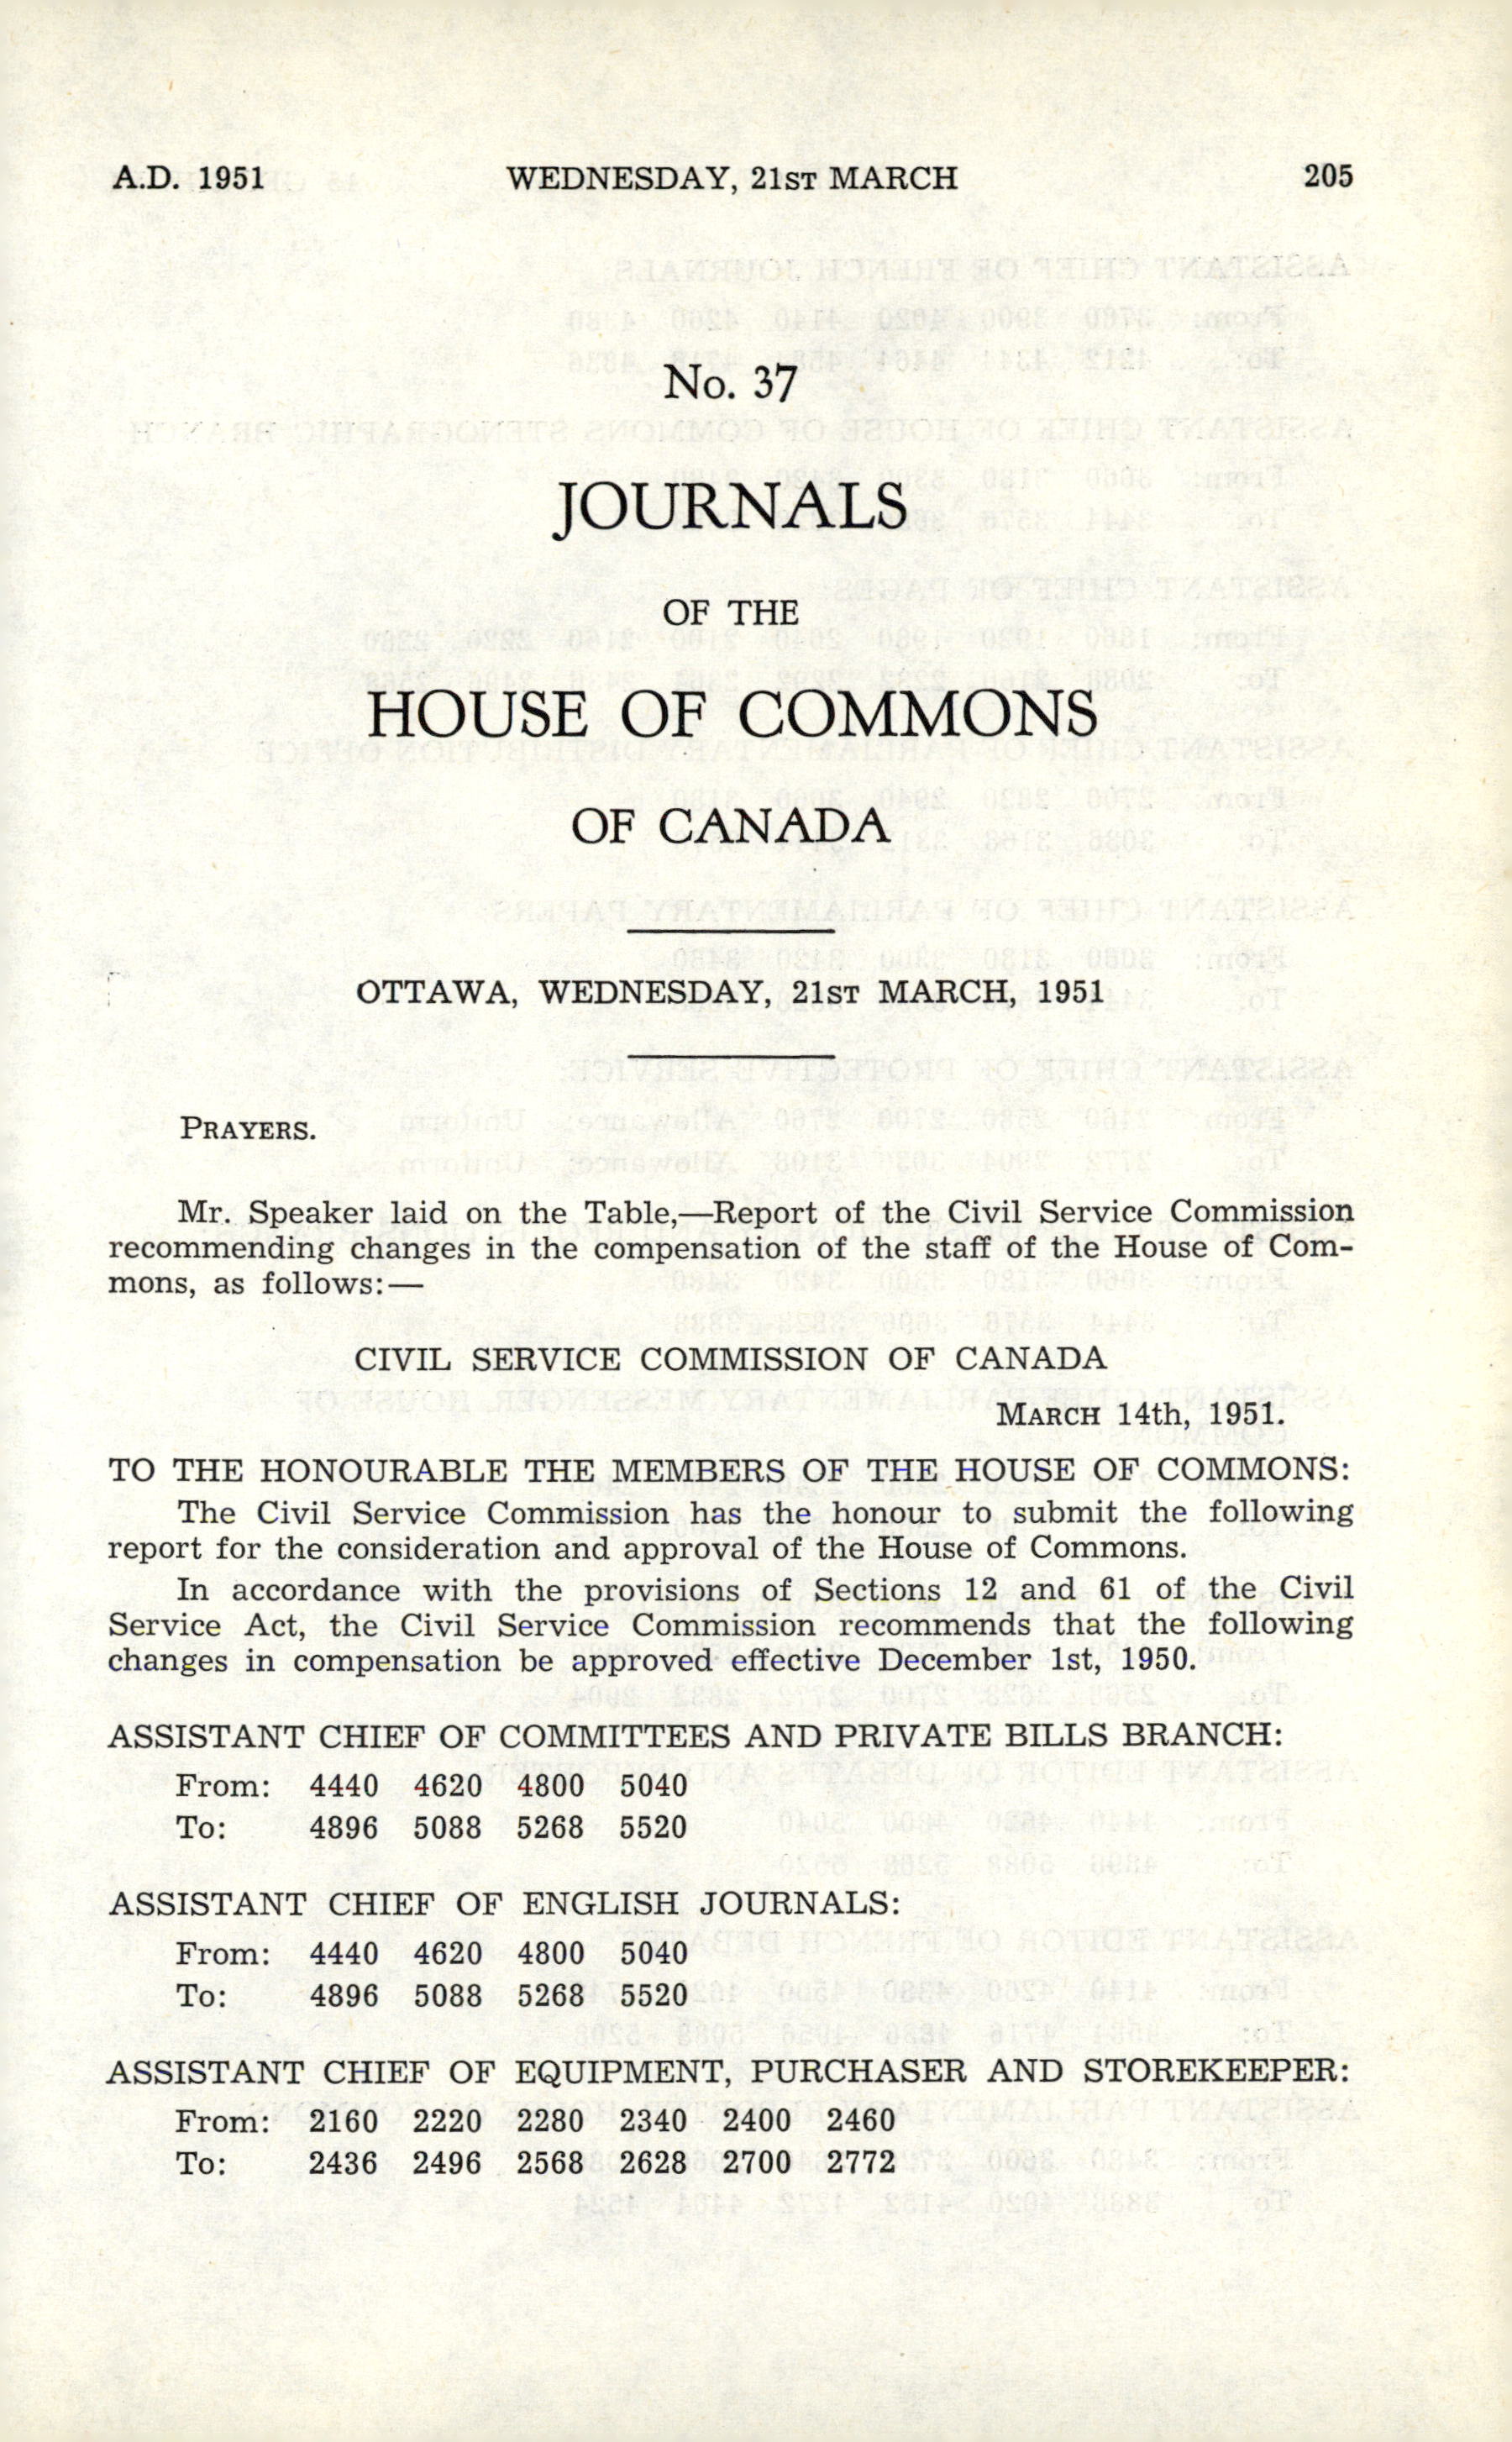 A.D. 1951 WEDNESDAY, 21ST MARCH 205
No. 37
JOURNALS
OF THE
HOUSE OF COMMONS
OF CANADA
OTTAWA, WEDNESDAY, 21ST MARCH, 1951
PRAYERS.
Mr. Speaker laid on the Table,—Report of the Civil Service Commission
recommending changes in the compensation of the staff of the House of Com-
mons, as follows:—
CIVIL SERVICE COMMISSION OF CANADA
MARCH 14th, 1951.
TO THE HONOURABLE THE MEMBERS OF THE HOUSE OF COMMONS:
The Civil Service Commission has the honour to submit the following
report for the consideration and approval of the House of Commons.
In accordance with the provisions of Sections 12 and 61 of the Civil
Service Act, the Civil Service Commission recommends that the following
changes in compensation be approved effective December 1st, 1950.
ASSISTANT CHIEF OF COMMITTEES AND PRIVATE BILLS BRANCH:
From: 4440 4620 4800 5040
To: 4896 5088 5268 5520
ASSISTANT CHIEF OF ENGLISH JOURNALS:
From: 4440 4620 4800 5040
To: 4896 5088 5268 5520
ASSISTANT CHIEF OF EQUIPMENT, PURCHASER AND STOREKEEPER:
From: 2160 2220 2280 2340 2400 2460
To: 2436 2496 2568 2628 2700 2772